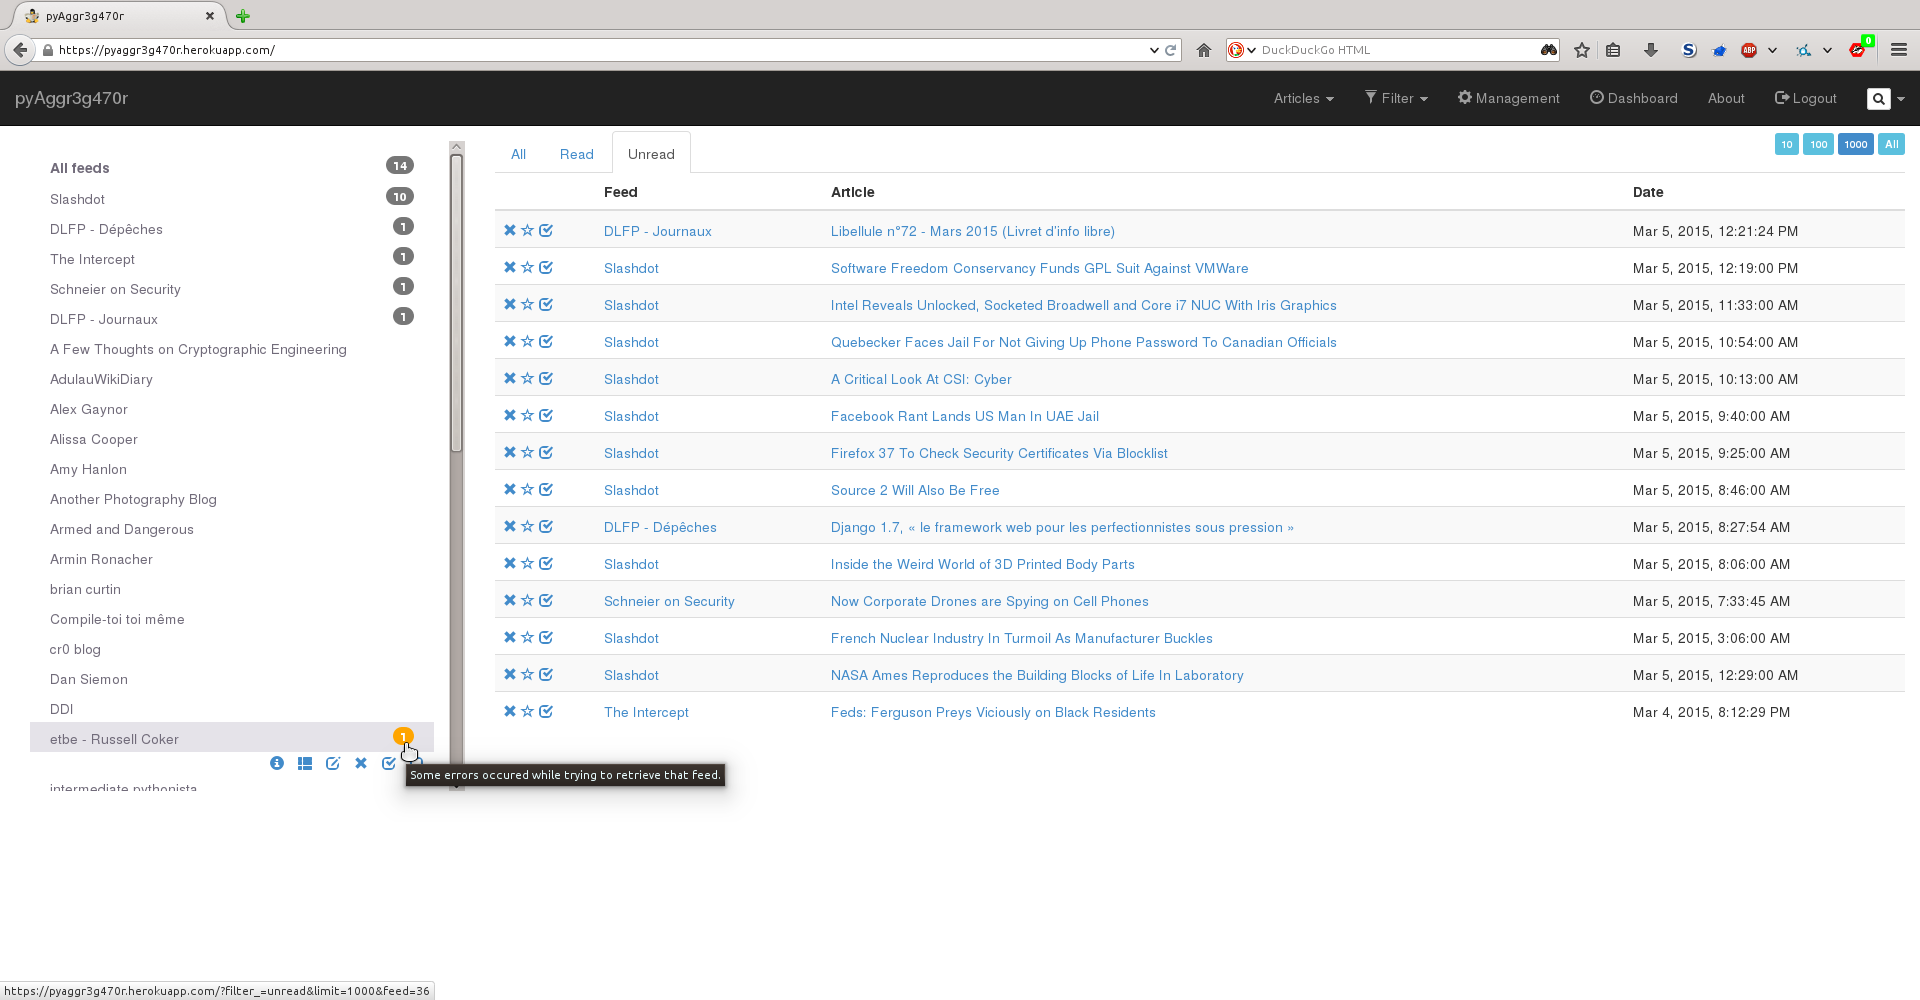 pyAggr3g470r
https://pyaggr3g470r.herokuapp.com/
DuckDuckGo HTML
S
ABP
0
pyAggr3g470r
Articles
Filter
Management
Dashboard
About
Logout
All feeds 14
Slashdot 10
DLFP - Dépêches 1
The Intercept 1
Schneier on Security 1
DLFP - Journaux 1
A Few Thoughts on Cryptographic Engineering
AdulauWikiDiary
Alex Gaynor
Alissa Cooper
Amy Hanlon
Another Photography Blog
Armed and Dangerous
Armin Ronacher
brian curtin
Compile-toi toi même
cr0 blog
Dan Siemon
DDI
etbe - Russell Coker 1
Some errors occured while trying to retrieve that feed.
intermediate pythonista
All Read Unread
10 100 1000 All
Feed Article Date
DLFP - Journaux Libellule n°72 - Mars 2015 (Livret d'info libre) Mar 5, 2015, 12:21:24 PM
Slashdot Software Freedom Conservancy Funds GPL Suit Against VMWare Mar 5, 2015, 12:19:00 PM
Slashdot Intel Reveals Unlocked, Socketed Broadwell and Core i7 NUC With Iris Graphics Mar 5, 2015, 11:33:00 AM
Slashdot Quebecker Faces Jail For Not Giving Up Phone Password To Canadian Officials Mar 5, 2015, 10:54:00 AM
Slashdot A Critical Look At CSI: Cyber Mar 5, 2015, 10:13:00 AM
Slashdot Facebook Rant Lands US Man In UAE Jail Mar 5, 2015, 9:40:00 AM
Slashdot Firefox 37 To Check Security Certificates Via Blocklist Mar 5, 2015, 9:25:00 AM
Slashdot Source 2 Will Also Be Free Mar 5, 2015, 8:46:00 AM
DLFP - Dépêches Django 1.7, « le framework web pour les perfectionnistes sous pression » Mar 5, 2015, 8:27:54 AM
Slashdot Inside the Weird World of 3D Printed Body Parts Mar 5, 2015, 8:06:00 AM
Schneier on Security Now Corporate Drones are Spying on Cell Phones Mar 5, 2015, 7:33:45 AM
Slashdot French Nuclear Industry In Turmoil As Manufacturer Buckles Mar 5, 2015, 3:06:00 AM
Slashdot NASA Ames Reproduces the Building Blocks of Life In Laboratory Mar 5, 2015, 12:29:00 AM
The Intercept Feds: Ferguson Preys Viciously on Black Residents Mar 4, 2015, 8:12:29 PM
https://pyaggr3g470r.herokuapp.com/?filter_=unread&limit=1000&feed=36